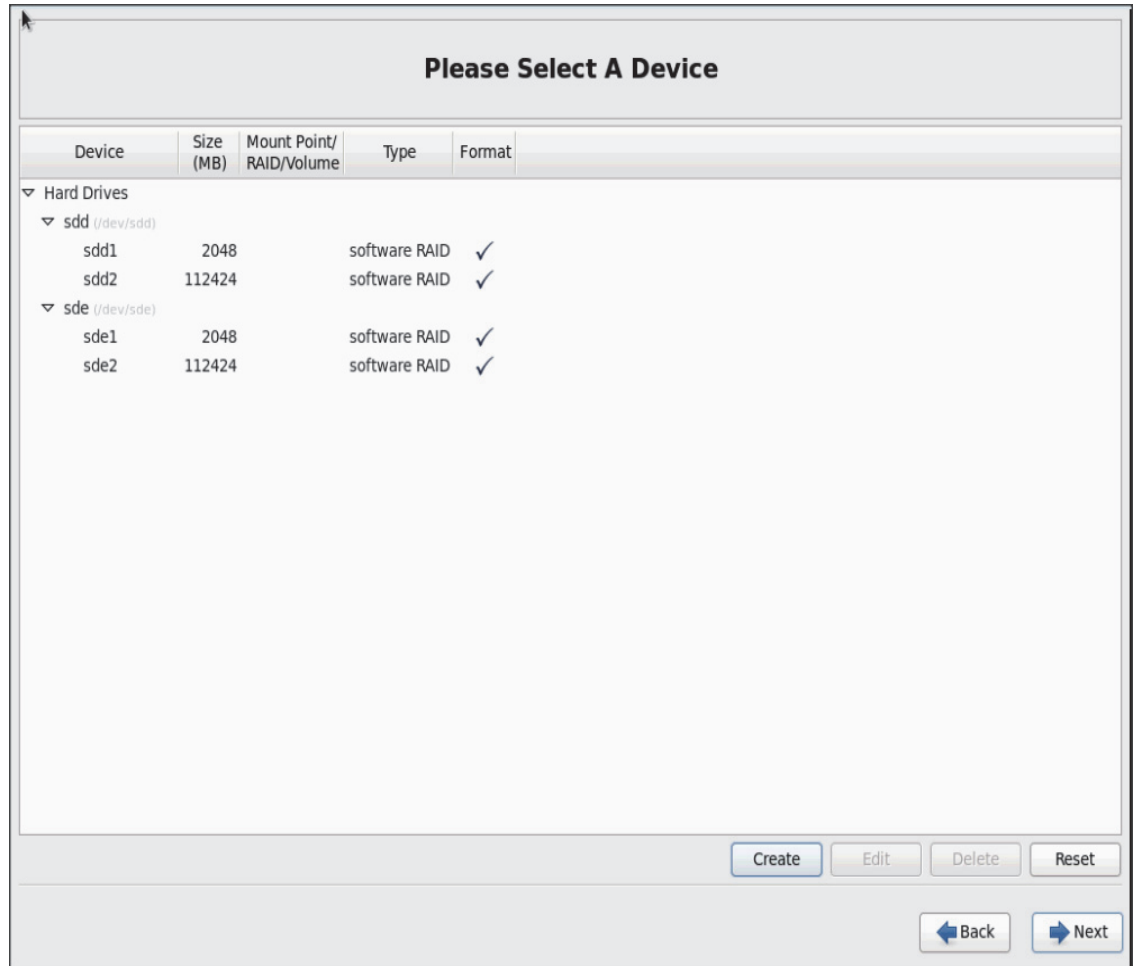 Please Select A Device
Device Size (MB) Mount Point/ RAID/Volume Type Format
Hard Drives
sdd (/dev/sdd)
sdd1 2048 software RAID ✓
sdd2 112424 software RAID ✓
sde (/dev/sde)
sde1 2048 software RAID ✓
sde2 112424 software RAID ✓
Create Edit Delete Reset
Back Next